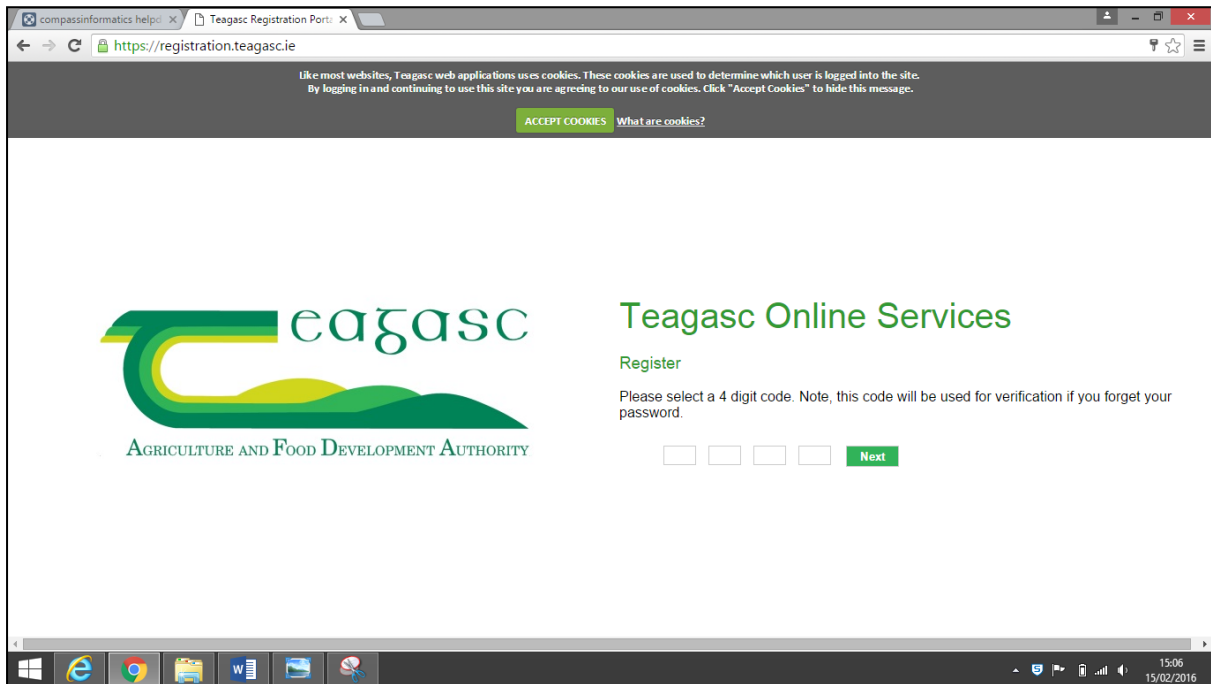 compassinformatics helpd
Teagasc Registration Porta
https://registration.teagasc.ie
Like most websites, Teagasc web applications uses cookies. These cookies are used to determine which user is logged into the site.
By logging in and continuing to use this site you are agreeing to our use of cookies. Click "Accept Cookies" to hide this message.
ACCEPT COOKIES What are cookies?
eagasc
AGRICULTURE AND FOOD DEVELOPMENT AUTHORITY
Teagasc Online Services
Register
Please select a 4 digit code. Note, this code will be used for verification if you forget your
password.
Next
15:06
15/02/2016